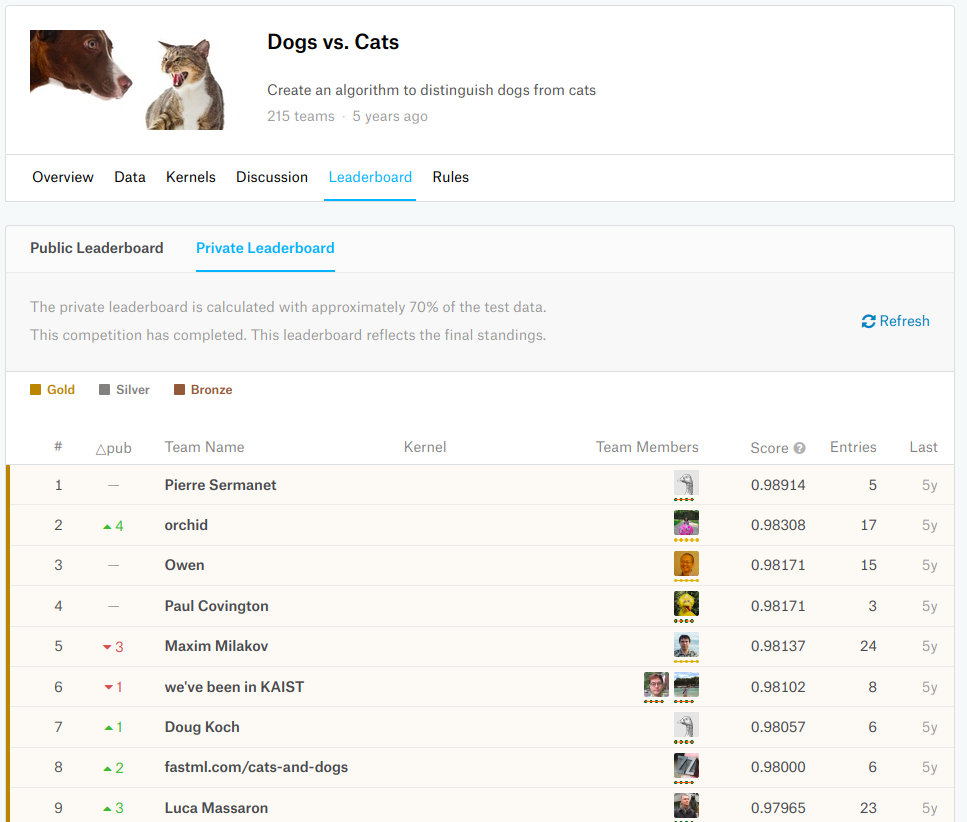 Dogs vs. Cats
Create an algorithm to distinguish dogs from cats
215 teams · 5 years ago
Overview Data Kernels Discussion Leaderboard Rules
Public Leaderboard Private Leaderboard
The private leaderboard is calculated with approximately 70% of the test data.
This competition has completed. This leaderboard reflects the final standings.
Refresh
Gold Silver Bronze
# △pub Team Name Kernel Team Members Score ? Entries Last
1 — Pierre Sermanet 0.98914 5 5y
2 ▲ 4 orchid 0.98308 17 5y
3 — Owen 0.98171 15 5y
4 — Paul Covington 0.98171 3 5y
5 ▼ 3 Maxim Milakov 0.98137 24 5y
6 ▼ 1 we've been in KAIST 0.98102 8 5y
7 ▲ 1 Doug Koch 0.98057 6 5y
8 ▲ 2 fastml.com/cats-and-dogs 0.98000 6 5y
9 ▲ 3 Luca Massaron 0.97965 23 5y